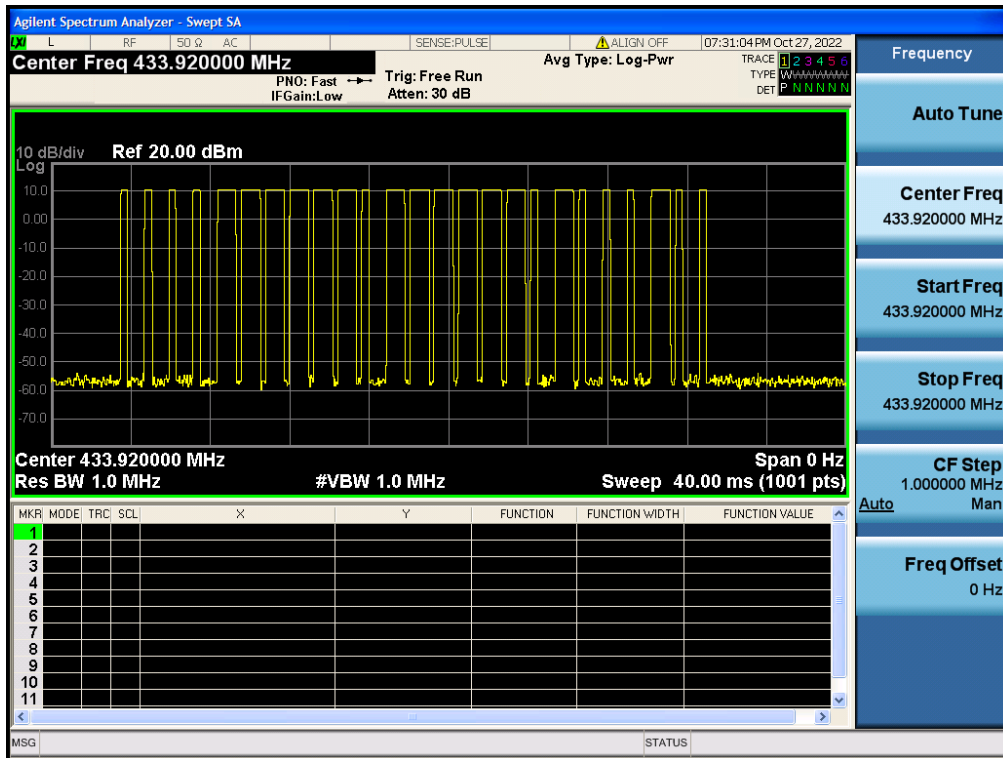 Agilent Spectrum Analyzer - Swept SA
LXI L RF 50 Ω AC SENSE:PULSE ALIGN OFF 07:31:04 PM Oct 27, 2022
Center Freq 433.920000 MHz
PNO: Fast
IFGain:Low
Trig: Free Run
Atten: 30 dB
Avg Type: Log-Pwr
TRACE 1 2 3 4 5 6
TYPE W
DET P N N N N N
10 dB/div Ref 20.00 dBm
Log
10.0
0.00
-10.0
-20.0
-30.0
-40.0
-50.0
-60.0
-70.0
Center 433.920000 MHz Span 0 Hz
Res BW 1.0 MHz #VBW 1.0 MHz Sweep 40.00 ms (1001 pts)
MKR MODE TRC SCL X Y FUNCTION FUNCTION WIDTH FUNCTION VALUE
1
2
3
4
5
6
7
8
9
10
11
MSG STATUS
Frequency
Auto Tune
Center Freq
433.920000 MHz
Start Freq
433.920000 MHz
Stop Freq
433.920000 MHz
CF Step
1.000000 MHz
Auto Man
Freq Offset
0 Hz